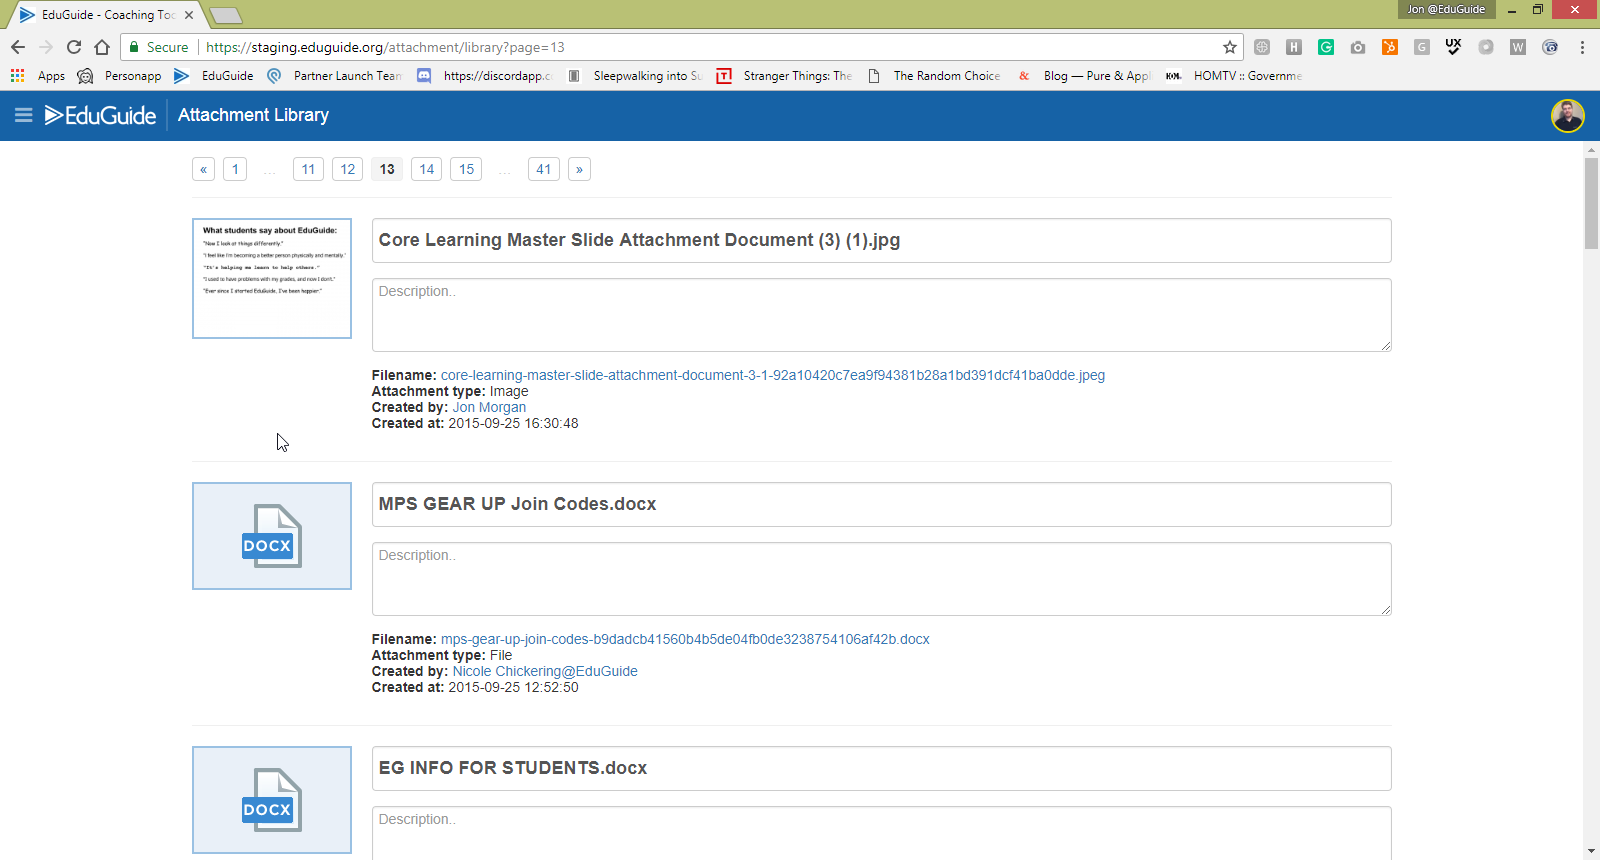 EduGuide - Coaching Too
Jon @EduGuide
Secure
https://staging.eduguide.org/attachment/library?page=13
Apps
Personapp
EduGuide
Partner Launch Team
https://discordapp.c
Sleepwalking into Su
Stranger Things: The
The Random Choice
Blog — Pure & Appl
HOMTV :: Governme
EduGuide
Attachment Library
« 1 ... 11 12 13 14 15 ... 41 »
What students say about EduGuide:
"Now I look at things differently."
"I feel like I'm becoming a better person physically and mentally."
"It's helping me learn to help others."
"I used to have problems with my grades, and now I don't."
"Ever since I started EduGuide, I've been happier."
Core Learning Master Slide Attachment Document (3) (1).jpg
Description..
Filename: core-learning-master-slide-attachment-document-3-1-92a10420c7ea9f94381b28a1bd391dcf41ba0dde.jpeg
Attachment type: Image
Created by: Jon Morgan
Created at: 2015-09-25 16:30:48
DOCX
MPS GEAR UP Join Codes.docx
Description..
Filename: mps-gear-up-join-codes-b9dadcb41560b4b5de04fb0de3238754106af42b.docx
Attachment type: File
Created by: Nicole Chickering@EduGuide
Created at: 2015-09-25 12:52:50
DOCX
EG INFO FOR STUDENTS.docx
Description..